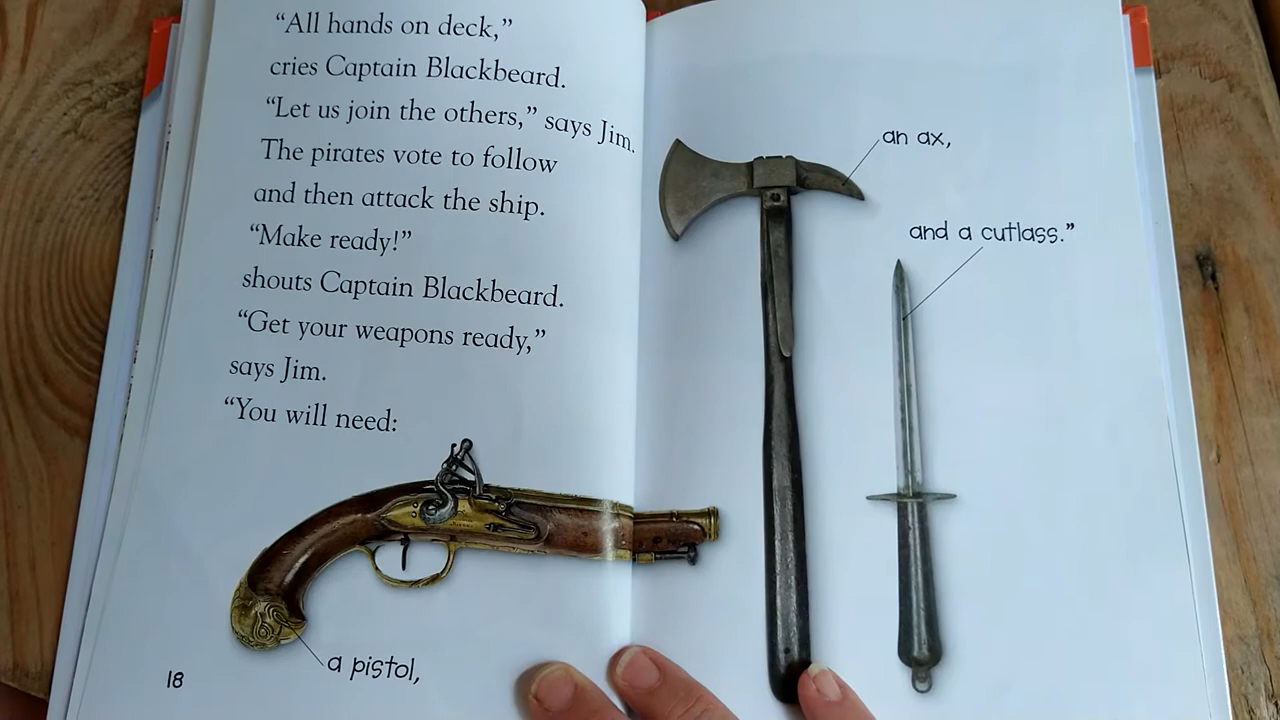 “All hands on deck,”
cries Captain Blackbeard.
“Let us join the others,” says Jim.
The pirates vote to follow
and then attack the ship.
“Make ready!”
shouts Captain Blackbeard.
“Get your weapons ready,”
says Jim.
“You will need:
a pistol,
18
an ax,
and a cutlass.”